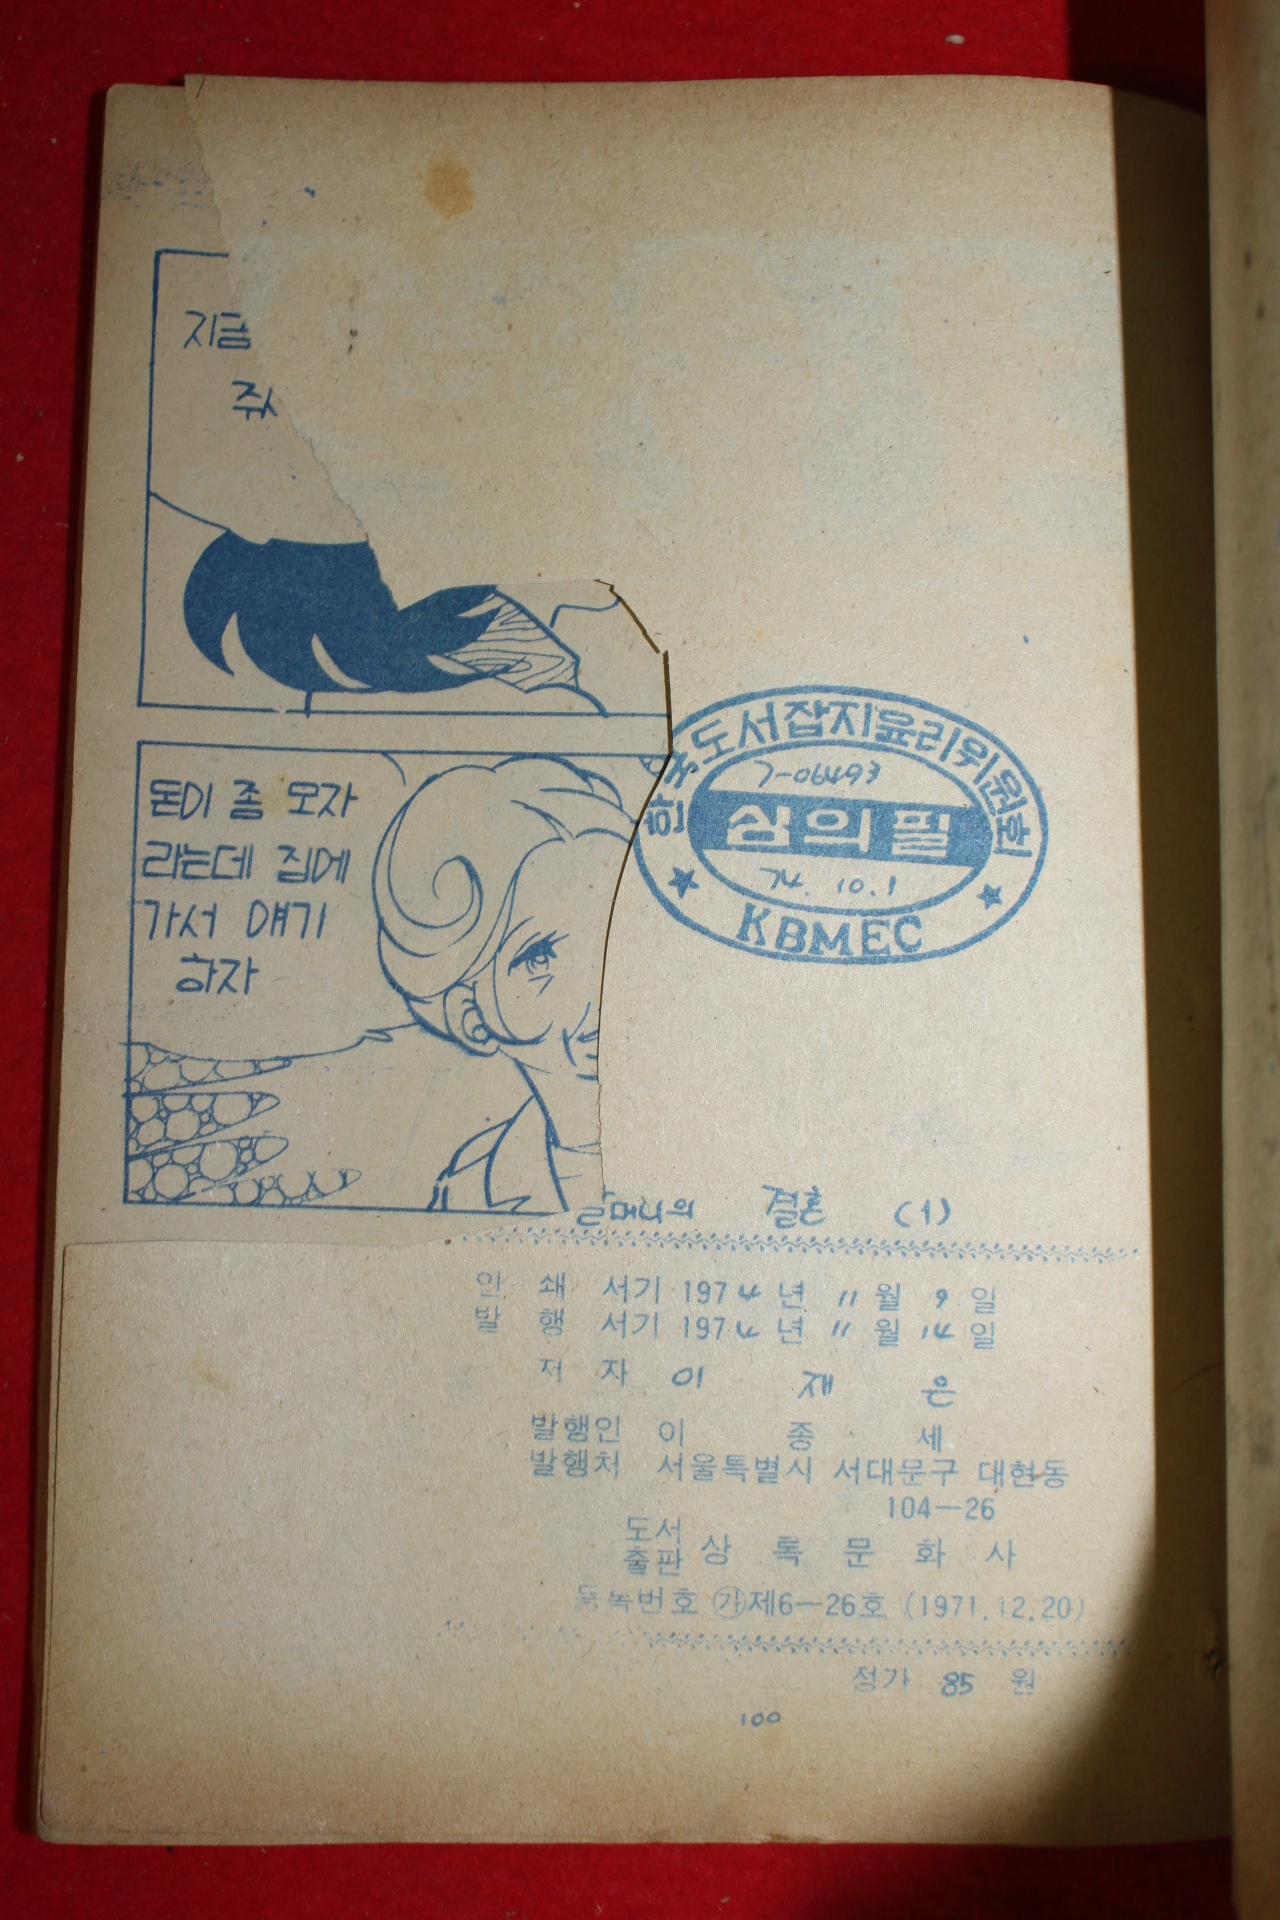 지금
돈이 좀 모자
라는데 집에
가서 얘기
하자
한국도서잡지윤리위원회
7-06493
심의필
74. 10. 1
KBMEC
할머니의 결혼 (1)
인 쇄 서기 1974년 11월 9일
발 행 서기 1974년 11월 14일
저 자 이 재 은
발행인 이 종 세
발행처 서울특별시 서대문구 대현동
104-26
도서
출판 상 록 문 화 사
등록번호 ㉮제6-26호 (1971.12.20)
정가 85 원
100